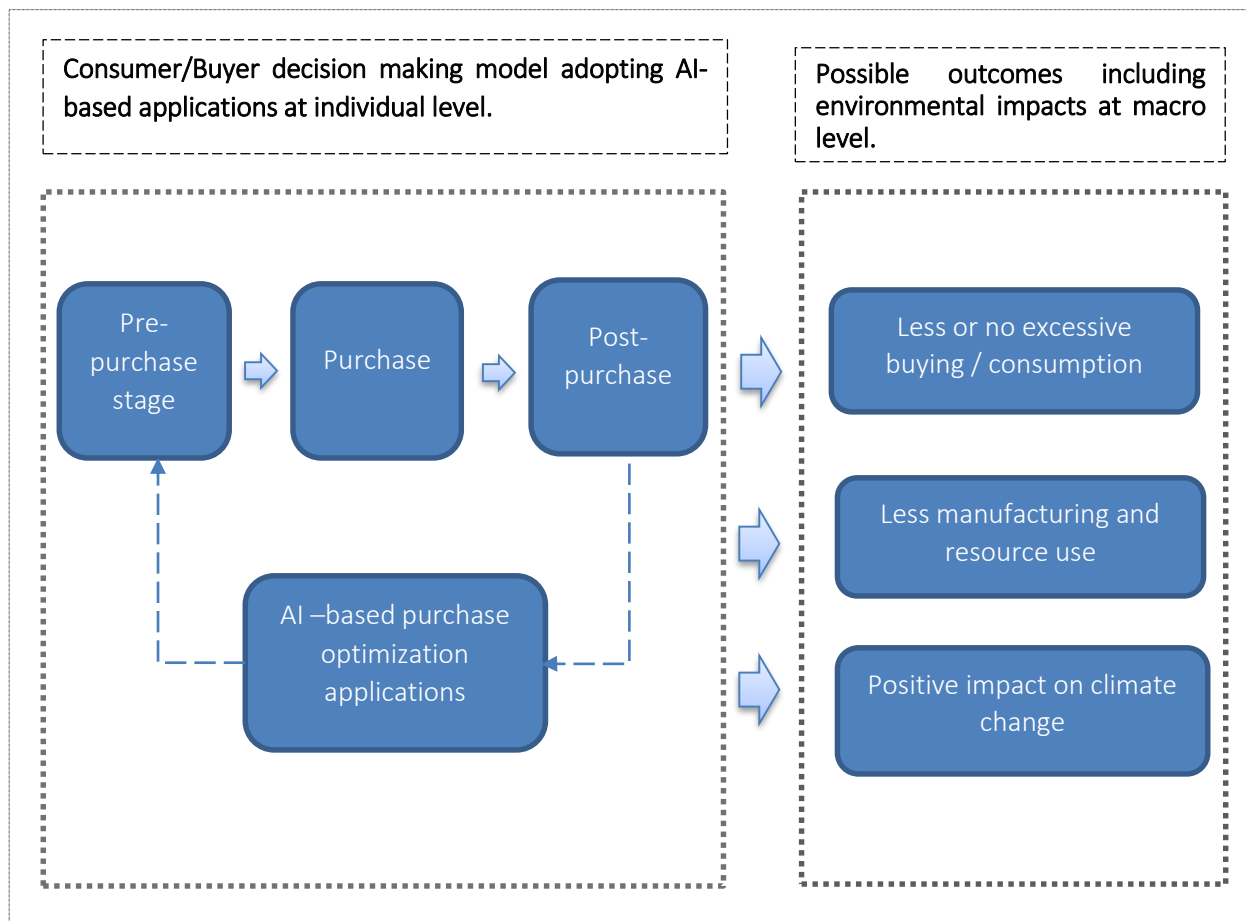 Consumer/Buyer decision making model adopting AI-
based applications at individual level.
Possible outcomes including
environmental impacts at macro
level.
Pre-
purchase
stage
Purchase
Post-
purchase
AI –based purchase
optimization
applications
Less or no excessive
buying / consumption
Less manufacturing and
resource use
Positive impact on climate
change